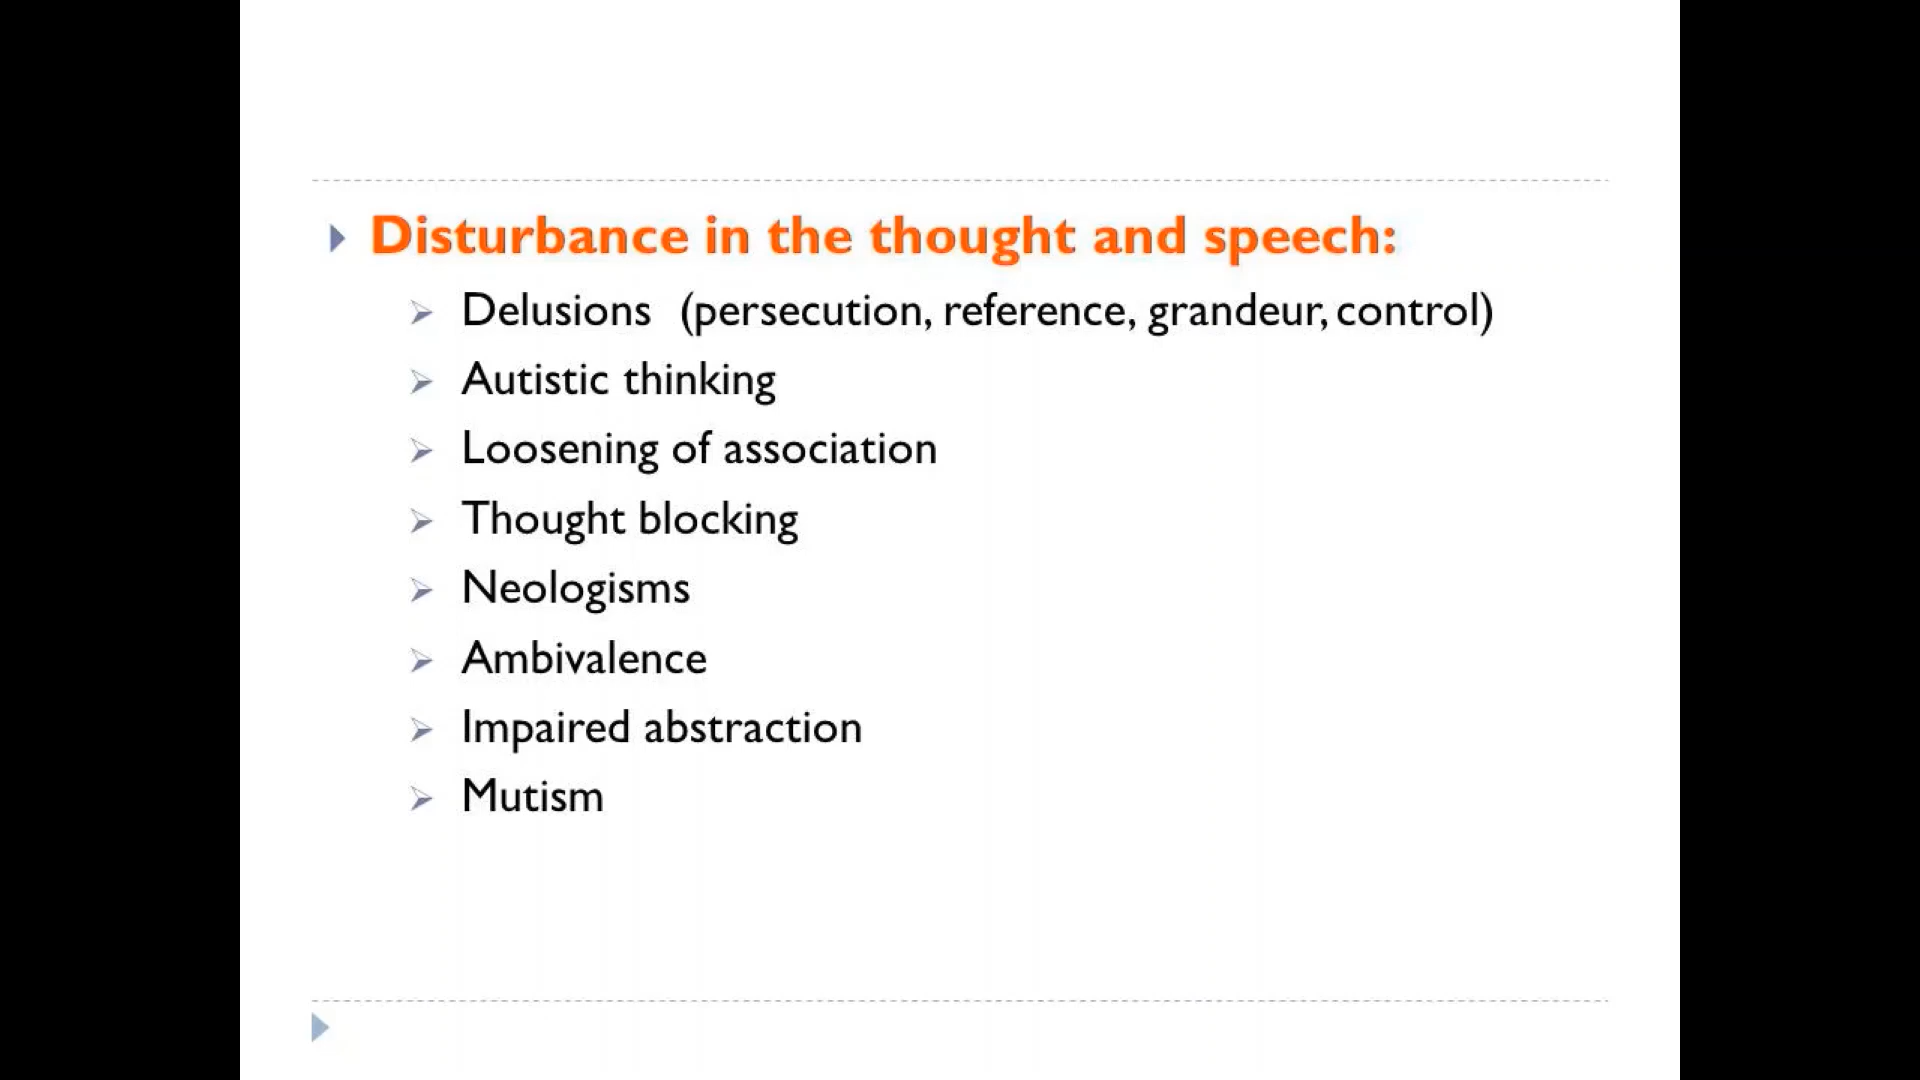 Disturbance in the thought and speech:
Delusions (persecution, reference, grandeur, control)
Autistic thinking
Loosening of association
Thought blocking
Neologisms
Ambivalence
Impaired abstraction
Mutism